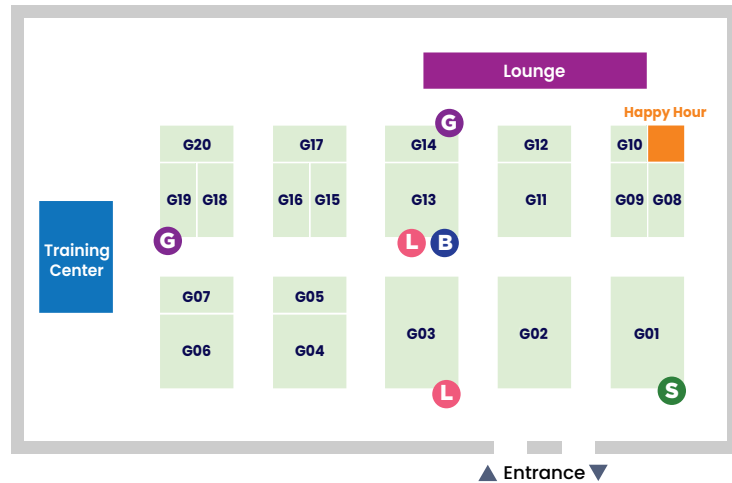 Lounge
Happy Hour
G
G20
G17
G14
G12
G10
G19
G18
G16
G15
G13
G11
G09
G08
G
L
B
Training
Center
G07
G05
G06
G04
G03
G02
G01
L
S
Entrance